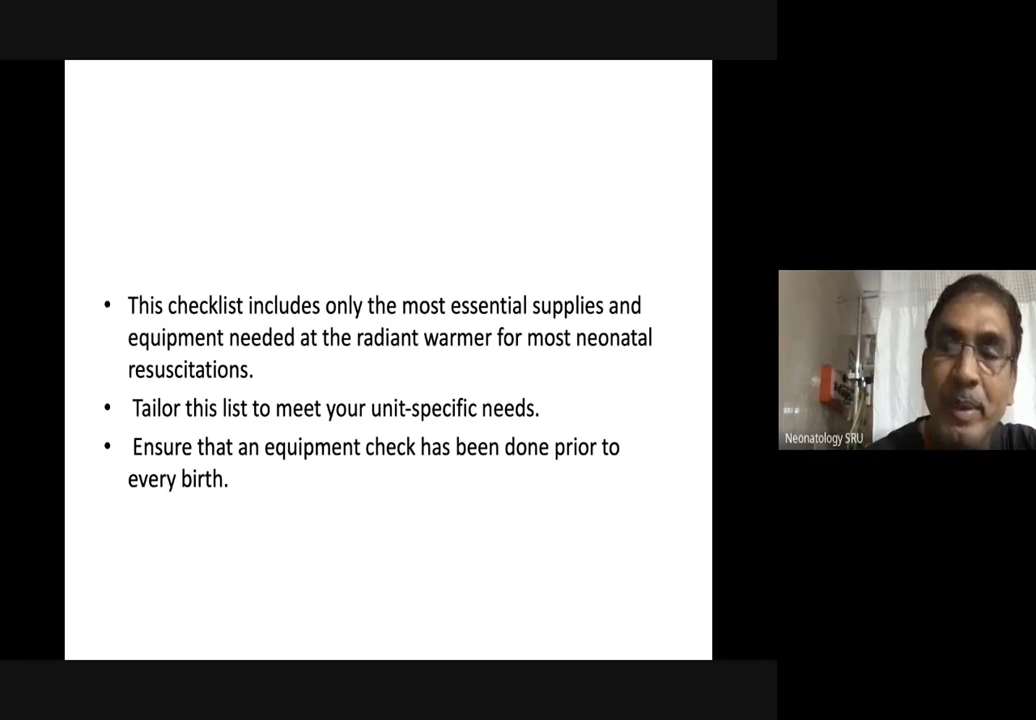 • This checklist includes only the most essential supplies and
equipment needed at the radiant warmer for most neonatal
resuscitations.
• Tailor this list to meet your unit-specific needs.
• Ensure that an equipment check has been done prior to
every birth.
Neonatology SRU